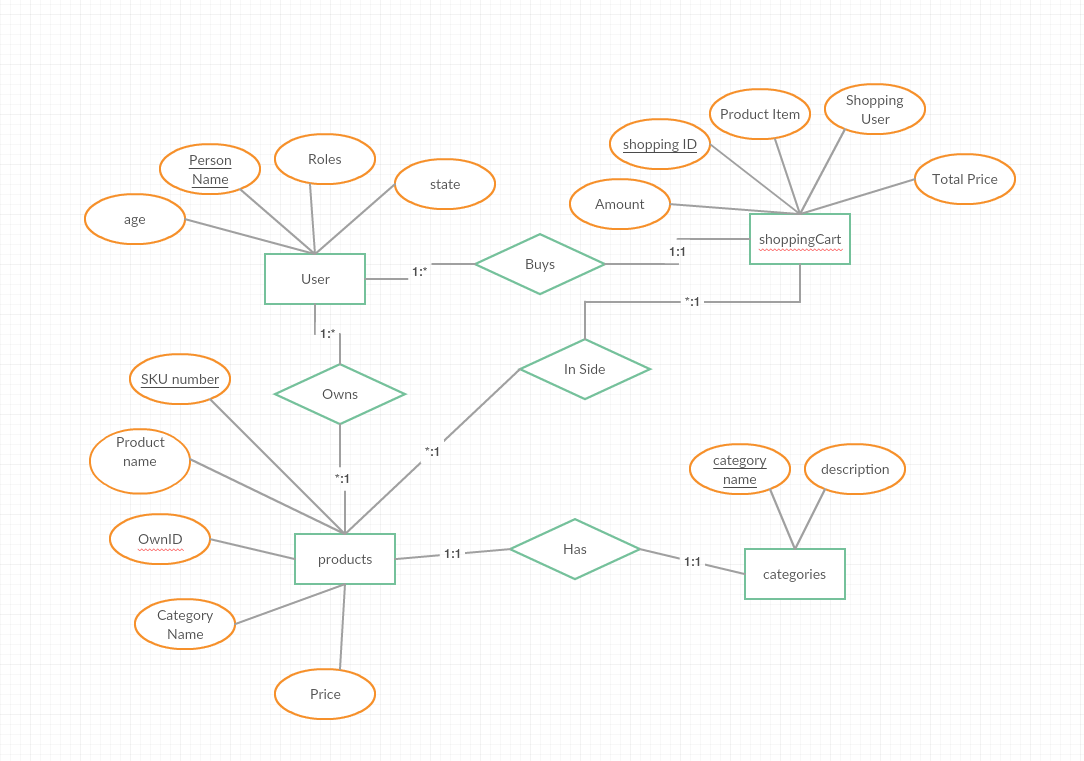 Shopping
User
Product Item
shopping ID
Person
Name
Roles
state
Total Price
Amount
age
shoppingCart
1:1
Buys
1:*
User
*:1
1:*
In Side
SKU number
Owns
Product
name
*:1
category
name
description
*:1
OwnID
products
1:1
Has
1:1
categories
Category
Name
Price